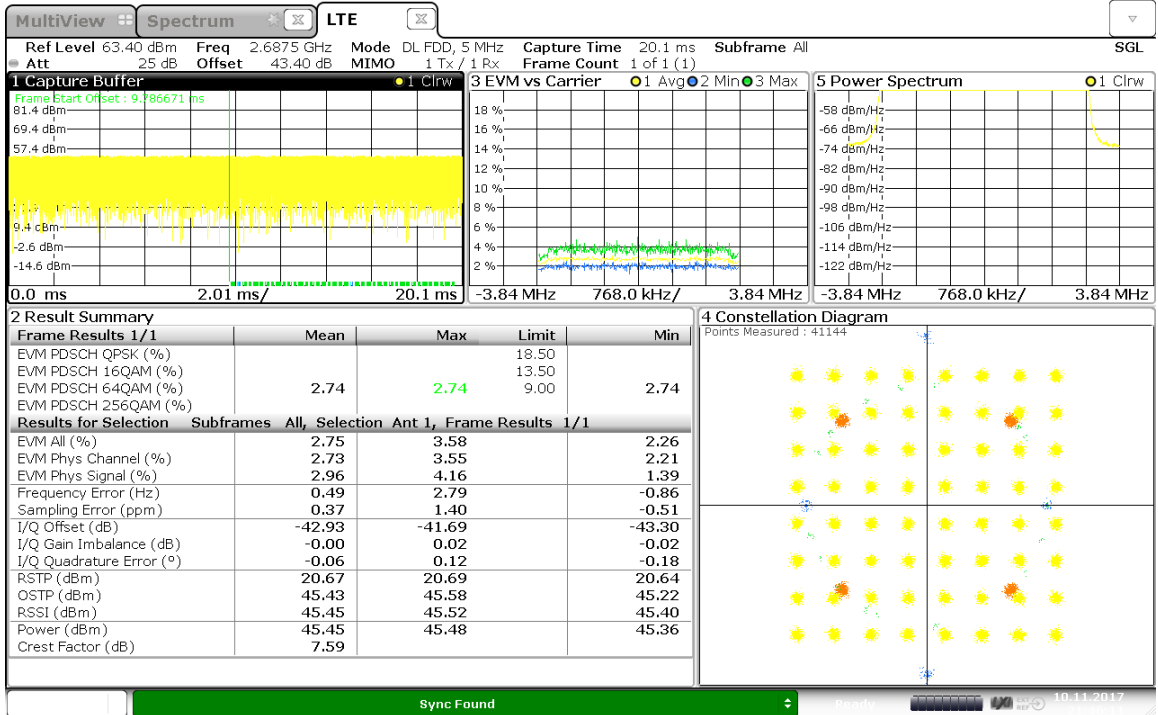 MultiView Spectrum LTE
Ref Level 63.40 dBm Freq 2.6875 GHz Mode DL FDD, 5 MHz Capture Time 20.1 ms Subframe All SGL
Att 25 dB Offset 43.40 dB MIMO 1 Tx / 1 Rx Frame Count 1 of 1 (1)
1 Capture Buffer 1 Clrw
Frame Start Offset : 9.786671 ms
81.4 dBm
69.4 dBm
57.4 dBm
9.4 dBm
-2.6 dBm
-14.6 dBm
0.0 ms 2.01 ms/ 20.1 ms
3 EVM vs Carrier 1 Avg 2 Min 3 Max
18 %
16 %
14 %
12 %
10 %
8 %
6 %
4 %
2 %
-3.84 MHz 768.0 kHz/ 3.84 MHz
5 Power Spectrum 1 Clrw
-58 dBm/Hz
-66 dBm/Hz
-74 dBm/Hz
-82 dBm/Hz
-90 dBm/Hz
-98 dBm/Hz
-106 dBm/Hz
-114 dBm/Hz
-122 dBm/Hz
-3.84 MHz 768.0 kHz/ 3.84 MHz
2 Result Summary
Frame Results 1/1 Mean Max Limit Min
EVM PDSCH QPSK (%) 18.50
EVM PDSCH 16QAM (%) 13.50
EVM PDSCH 64QAM (%) 2.74 2.74 9.00 2.74
EVM PDSCH 256QAM (%)
Results for Selection Subframes All, Selection Ant 1, Frame Results 1/1
EVM All (%) 2.75 3.58 2.26
EVM Phys Channel (%) 2.73 3.55 2.21
EVM Phys Signal (%) 2.96 4.16 1.39
Frequency Error (Hz) 0.49 2.79 -0.86
Sampling Error (ppm) 0.37 1.40 -0.51
I/Q Offset (dB) -42.93 -41.69 -43.30
I/Q Gain Imbalance (dB) -0.00 0.02 -0.02
I/Q Quadrature Error (º) -0.06 0.12 -0.18
RSTP (dBm) 20.67 20.69 20.64
OSTP (dBm) 45.43 45.58 45.22
RSSI (dBm) 45.45 45.52 45.40
Power (dBm) 45.45 45.48 45.36
Crest Factor (dB) 7.59
4 Constellation Diagram
Points Measured : 41144
Sync Found
Ready
LXI
EXT
REF
10.11.2017